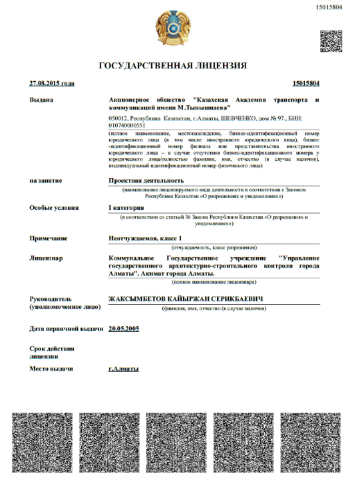 15015804
ГОСУДАРСТВЕННАЯ ЛИЦЕНЗИЯ
27.08.2015 года 15015804
Выдана Акционерное общество "Казахская Академия транспорта и
коммуникаций имени М.Тынышпаева"
050012, Республика Казахстан, г.Алматы, ШЕВЧЕНКО, дом № 97., БИН:
010740000551
(полное наименование, местонахождение, бизнес-идентификационный номер
юридического лица (в том числе иностранного юридического лица), бизнес
-идентификационный номер филиала или представительства иностранного
юридического лица – в случае отсутствия бизнес-идентификационного номера у
юридического лица/полностью фамилия, имя, отчество (в случае наличия),
индивидуальный идентификационный номер физического лица)
на занятие Проектная деятельность
(наименование лицензируемого вида деятельности в соответствии с Законом
Республики Казахстан «О разрешениях и уведомлениях»)
Особые условия I категория
(в соответствии со статьей 36 Закона Республики Казахстан «О разрешениях и
уведомлениях»)
Примечание Неотчуждаемая, класс 1
(отчуждаемость, класс разрешения)
Лицензиар Коммунальное Государственное учреждение "Управление
государственного архитектурно-строительного контроля города
Алматы". Акимат города Алматы.
(полное наименование лицензиара)
Руководитель ЖАКСЫМБЕТОВ КАЙЫРЖАН СЕРИКБАЕВИЧ
(уполномоченное лицо) (фамилия, имя, отчество (в случае наличия)
Дата первичной выдачи 20.05.2005
Срок действия
лицензии
Место выдачи г.Алматы